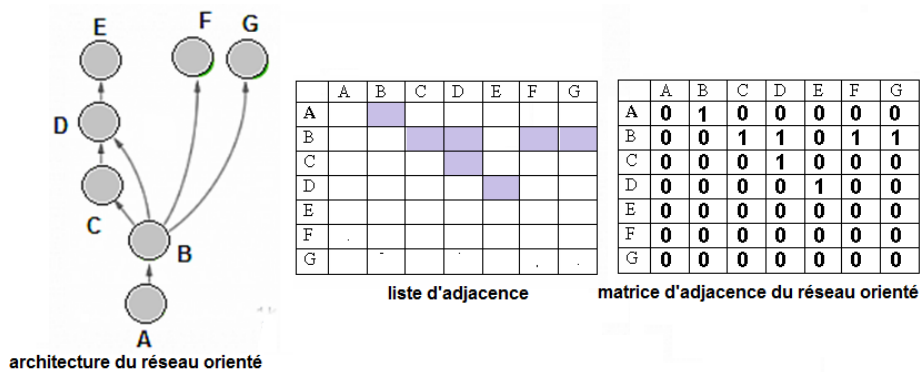 E
F
G
D
C
B
A
architecture du réseau orienté
A B C D E F G
A
B
C
D
E
F
G
liste d'adjacence
A B C D E F G
A 0 1 0 0 0 0 0
B 0 0 1 1 0 1 1
C 0 0 0 1 0 0 0
D 0 0 0 0 1 0 0
E 0 0 0 0 0 0 0
F 0 0 0 0 0 0 0
G 0 0 0 0 0 0 0
matrice d'adjacence du réseau orienté